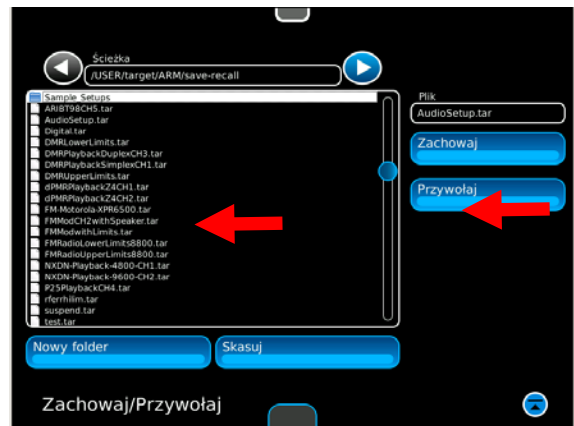 Ścieżka
/USER/target/ARM/save-recall
Sample_Setups
ARIBT98CH5.tar
AudioSetup.tar
Digital.tar
DMRLowerLimits.tar
DMRPlaybackDuplexCH3.tar
DMRPlaybackSimplexCH1.tar
DMRUpperLimits.tar
dPMRPlaybackZ4CH1.tar
dPMRPlaybackZ4CH2.tar
FM-Motorola-XPR6500.tar
FMModCH2withSpeaker.tar
FMModwithLimits.tar
FMRadioLowerLimits8800.tar
FMRadioUpperLimits8800.tar
NXDN-Playback-4800-CH1.tar
NXDN-Playback-9600-CH2.tar
P25PlaybackCH4.tar
rferrhilim.tar
suspend.tar
test.tar
Plik
AudioSetup.tar
Zachowaj
Przywołaj
Nowy folder
Skasuj
Zachowaj/Przywołaj